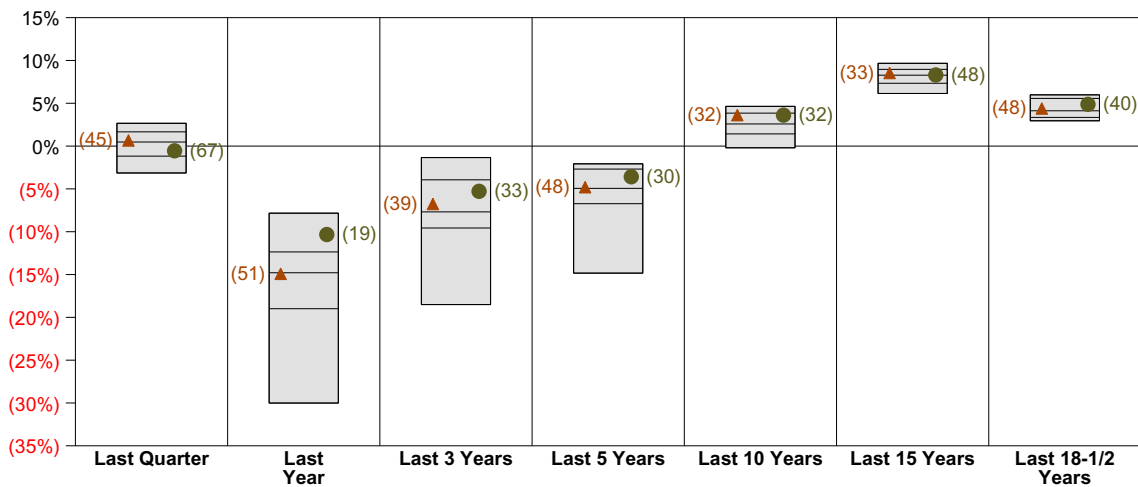 15%
10%
5%
0%
(5%)
(10%)
(15%)
(20%)
(25%)
(30%)
(35%)
(45)
(67)
(51)
(19)
(39)
(33)
(48)
(30)
(32)
(32)
(33)
(48)
(48)
(40)
Last Quarter
Last
Year
Last 3 Years
Last 5 Years
Last 10 Years
Last 15 Years
Last 18-1/2
Years